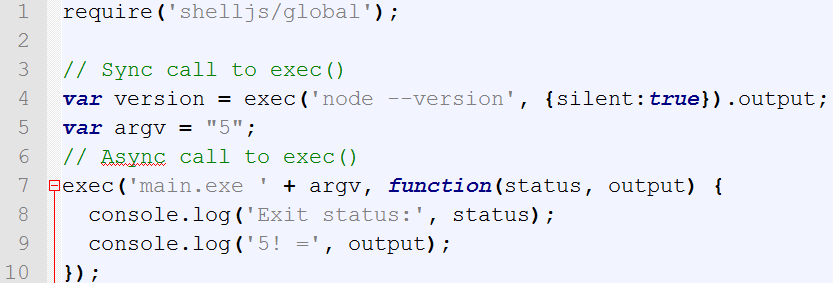 1 require('shelljs/global');
2
3 // Sync call to exec()
4 var version = exec('node --version', {silent:true}).output;
5 var argv = "5";
6 // Async call to exec()
7 exec('main.exe ' + argv, function(status, output) {
8   console.log('Exit status:', status);
9   console.log('5! =', output);
10 });